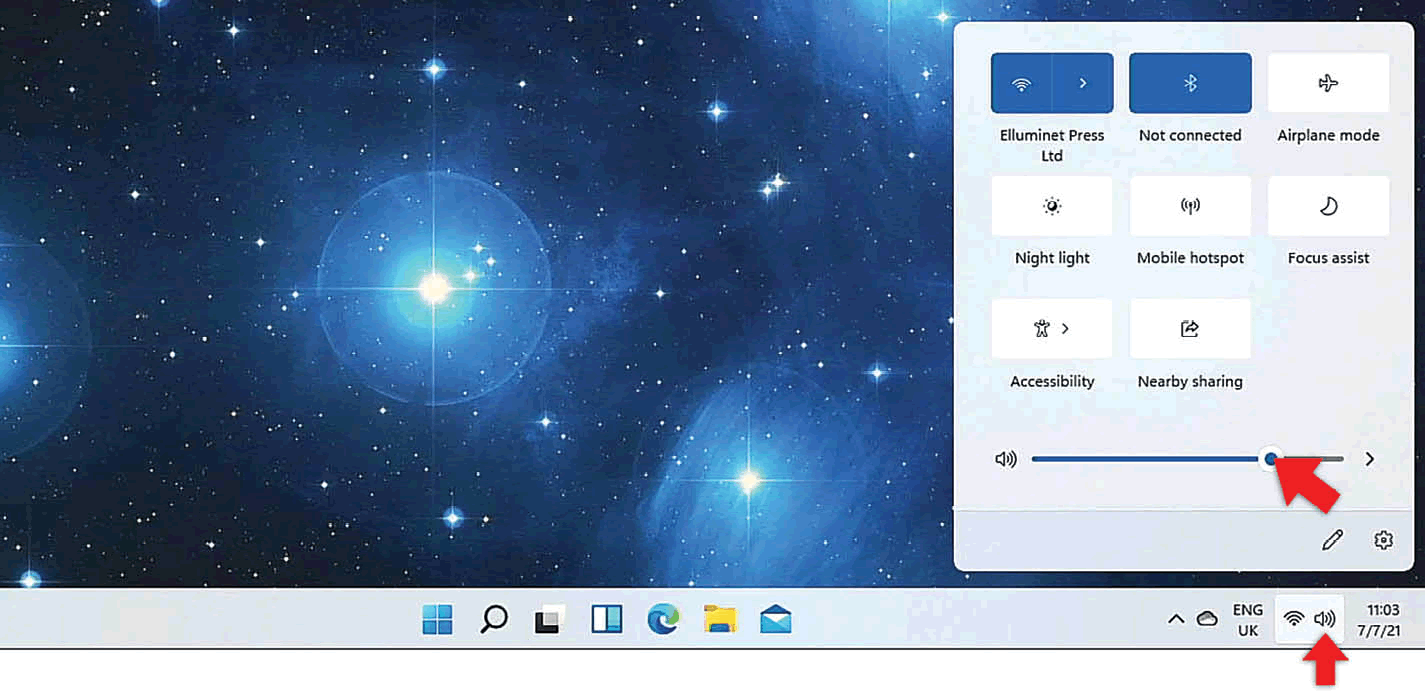 Elluminet Press
Ltd
Not connected
Airplane mode
Night light
Mobile hotspot
Focus assist
Accessibility
Nearby sharing
ENG
UK
11:03
7/7/21